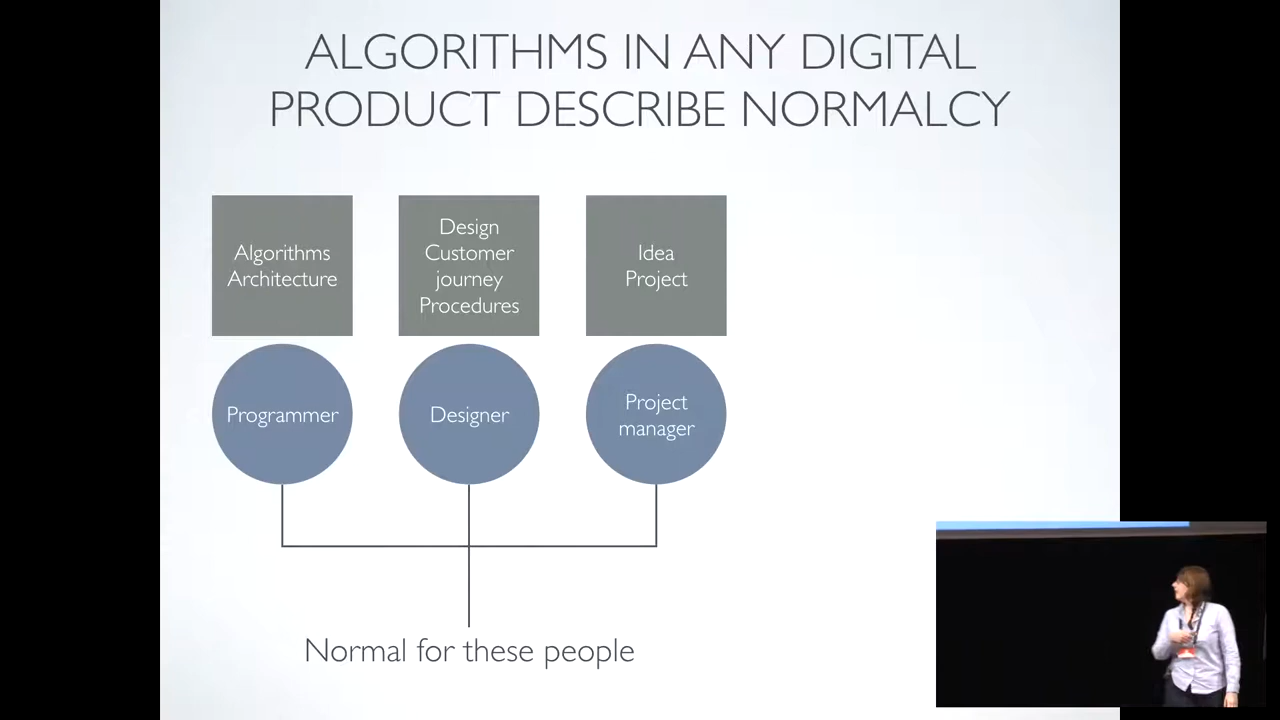 ALGORITHMS IN ANY DIGITAL
PRODUCT DESCRIBE NORMALCY
Algorithms
Architecture
Design
Customer
journey
Procedures
Idea
Project
Programmer
Designer
Project
manager
Normal for these people